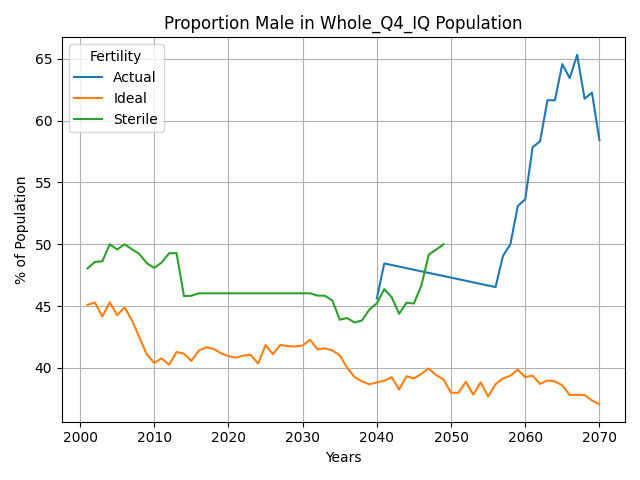 Proportion Male in Whole_Q4_IQ Population
Fertility
Actual
Ideal
Sterile
% of Population
65
60
55
50
45
40
2000 2010 2020 2030 2040 2050 2060 2070
Years